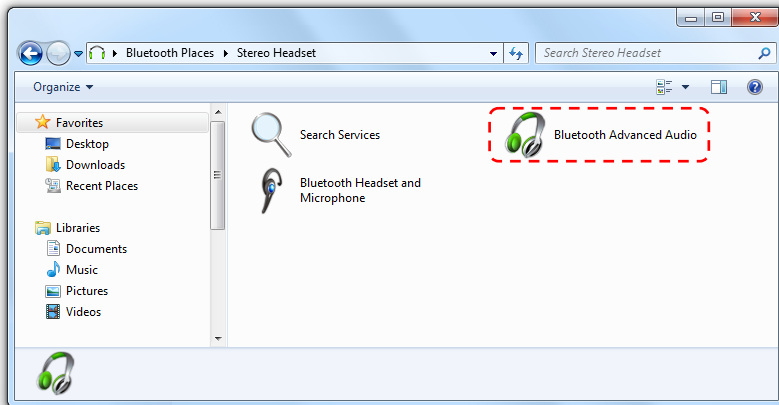 Bluetooth Places
Stereo Headset
Search Stereo Headset
Organize
Favorites
Desktop
Downloads
Recent Places
Libraries
Documents
Music
Pictures
Videos
Search Services
Bluetooth Advanced Audio
Bluetooth Headset and
Microphone